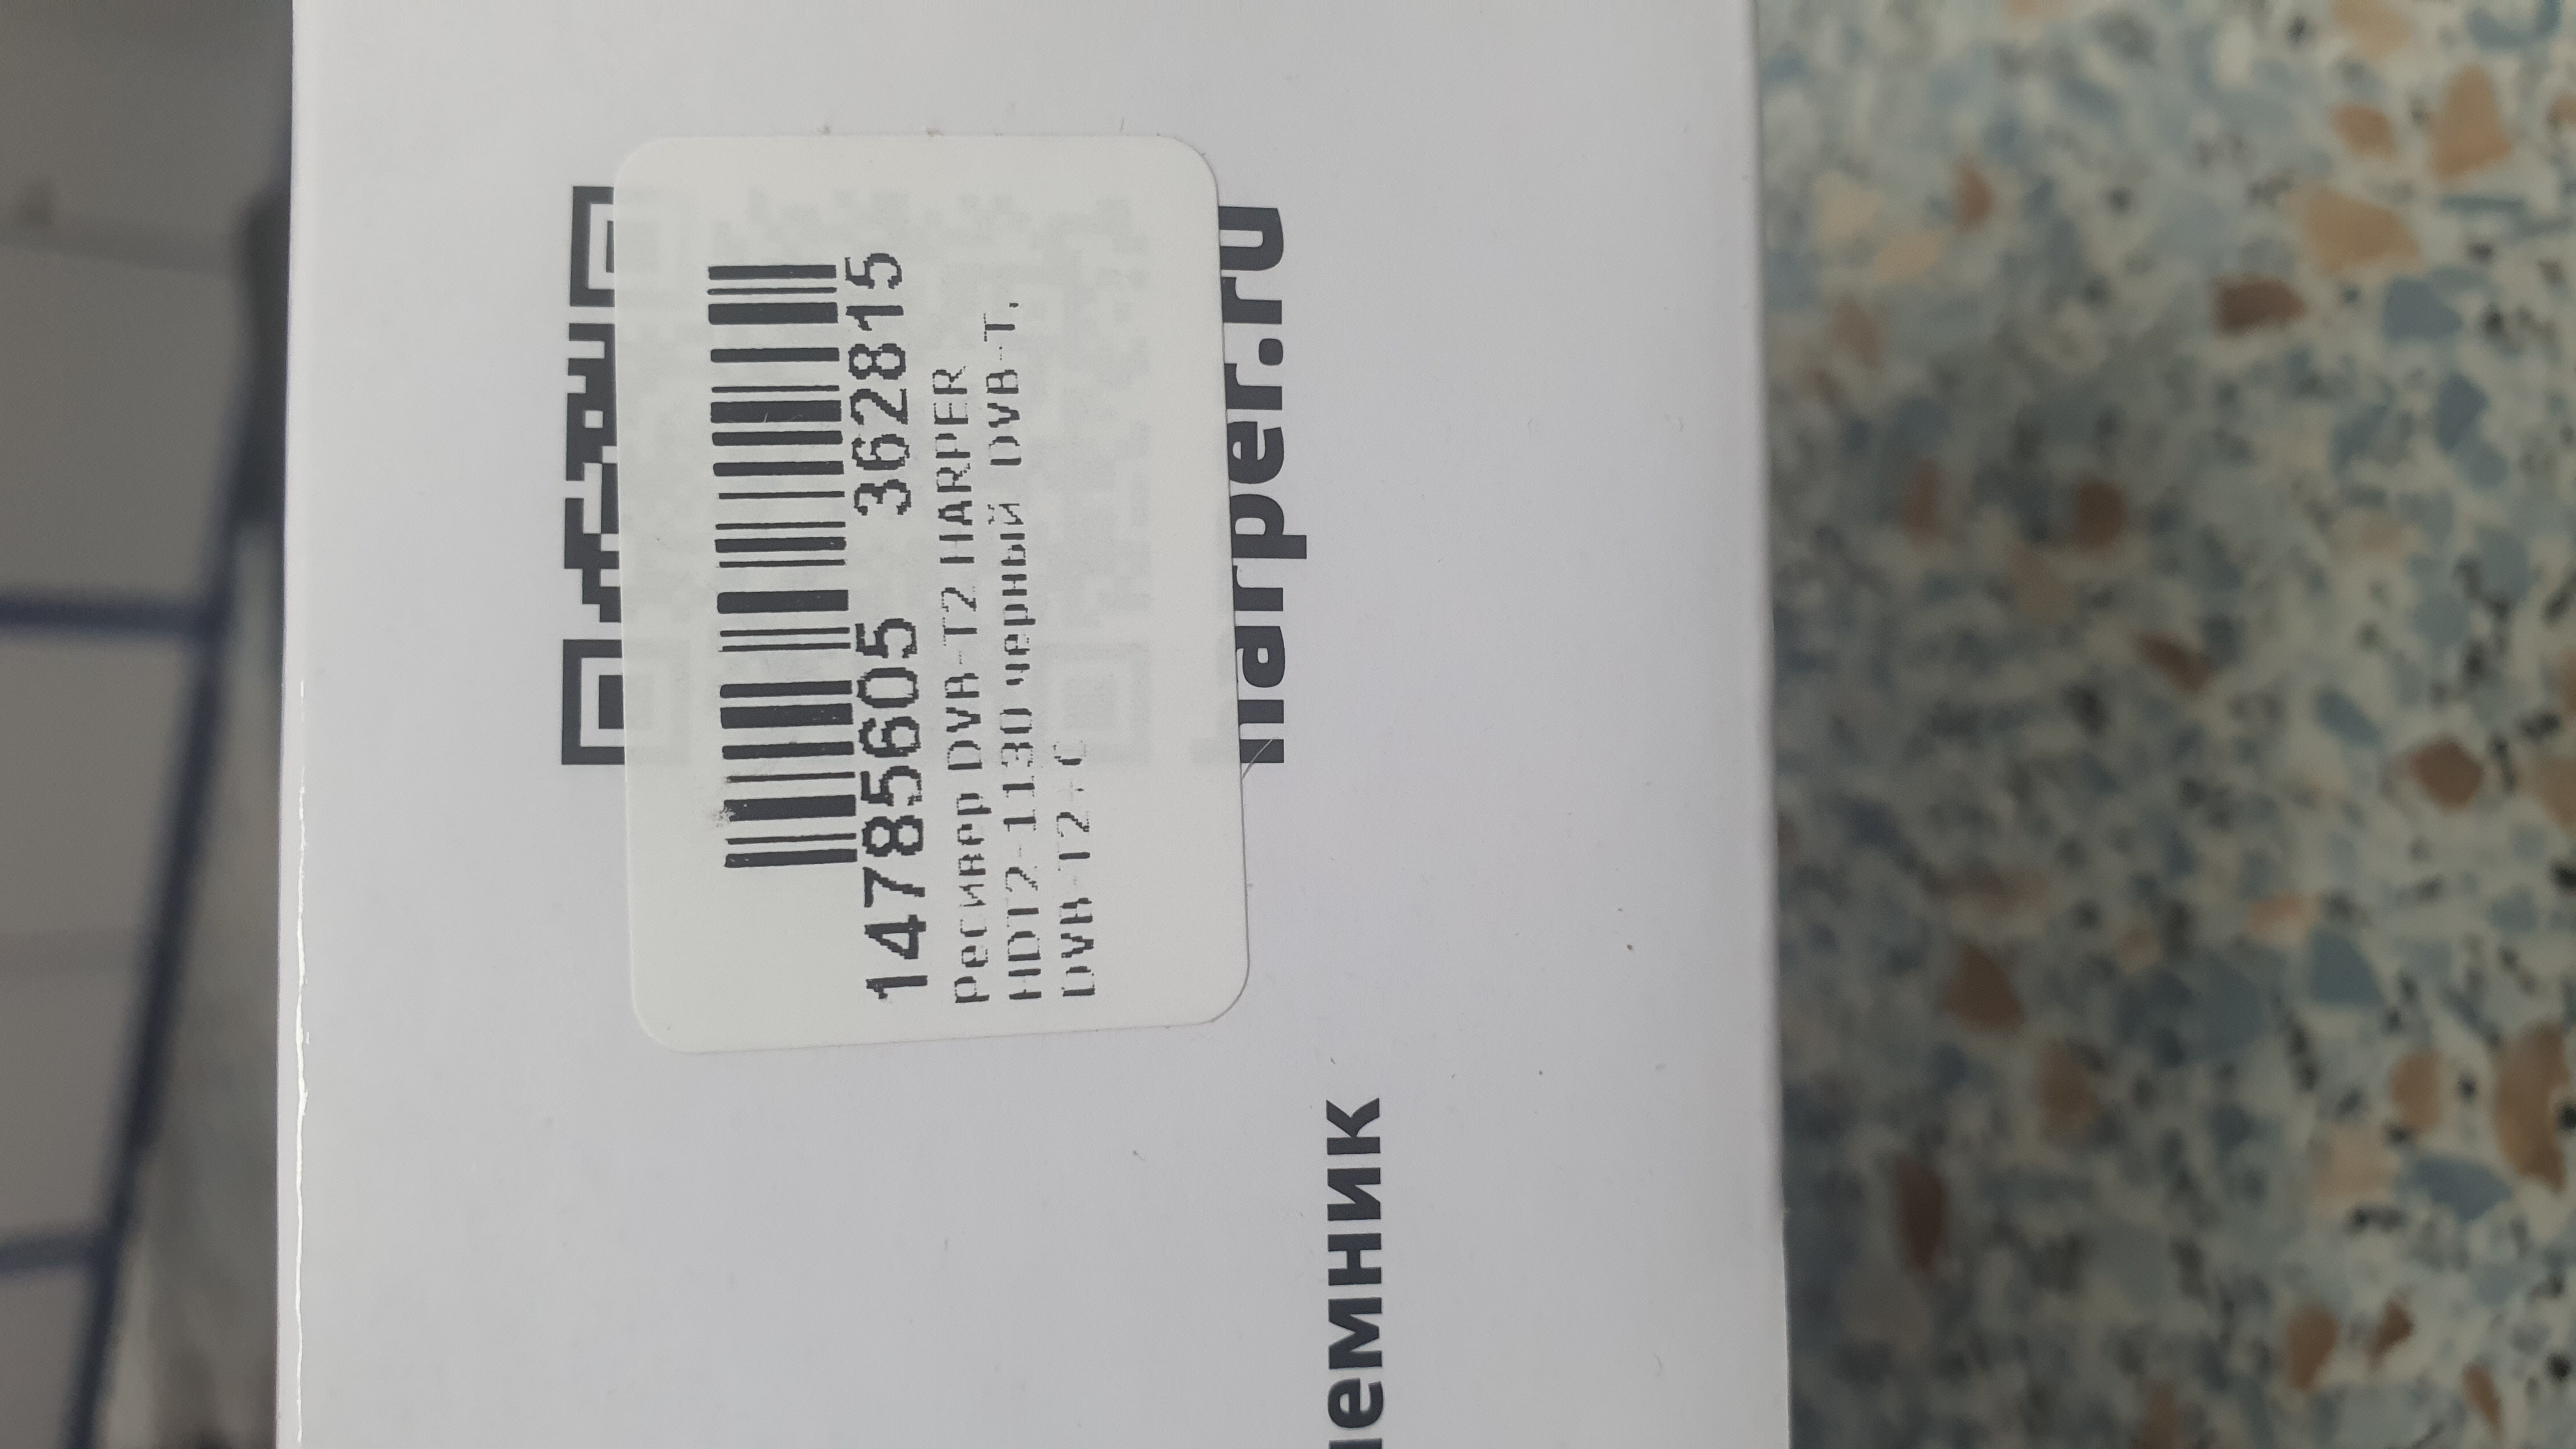 14785605 362815
Ресивер DVB-T2 HARPER
HDT2-1130 черный DVB-T,
DVB-T2+C
harper.ru